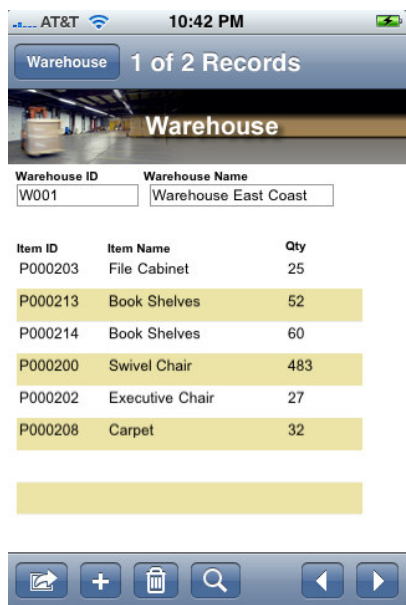 AT&T 10:42 PM
Warehouse 1 of 2 Records
Warehouse
Warehouse ID Warehouse Name
W001 Warehouse East Coast
Item ID Item Name Qty
P000203 File Cabinet 25
P000213 Book Shelves 52
P000214 Book Shelves 60
P000200 Swivel Chair 483
P000202 Executive Chair 27
P000208 Carpet 32